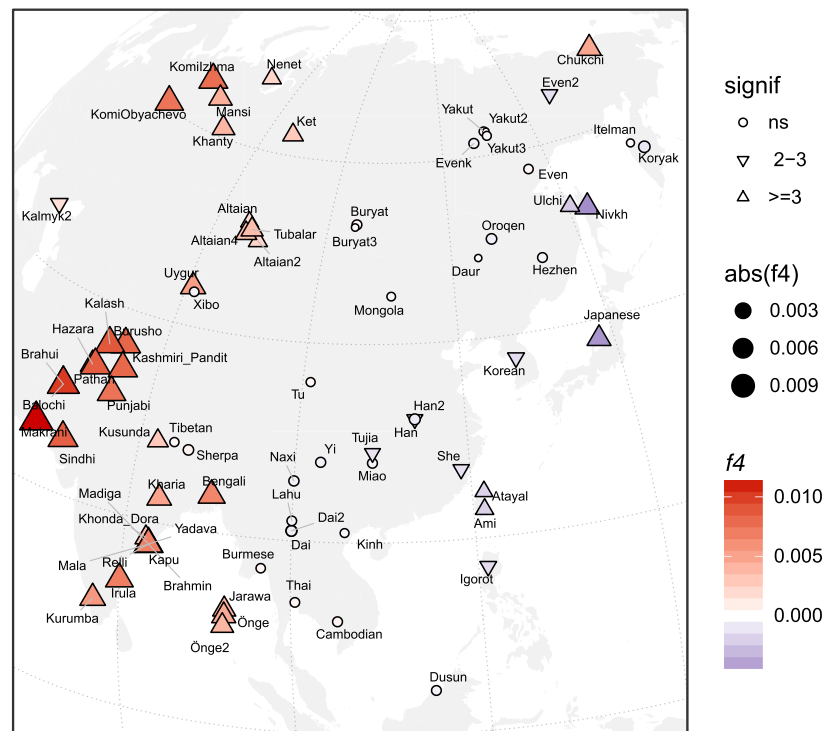 KomiIzhma
Nenet
Chukchi
Even2
KomiObyachevo
Mansi
Khanty
Ket
Yakut
Yakut2
Yakut3
Evenk
Itelman
Koryak
Even
Ulchi
Nivkh
Kalmyk2
Altaian
Altaian4
Tubalar
Altaian2
Buryat
Buryat3
Oroqen
Daur
Hezhen
Uygur
Xibo
Mongola
Kalash
Hazara
Burusho
Brahui
Pathan
Kashmiri_Pandit
Japanese
Korean
Balochi
Punjabi
Makrani
Sindhi
Kusunda
Tibetan
Sherpa
Tu
Han2
Han
Tujia
Miao
Yi
Naxi
She
Lahu
Atayal
Ami
Kharia
Bengali
Madiga
Khonda_Dora
Yadava
Dai2
Dai
Kinh
Mala
Relli
Kapu
Burmese
Igorot
Irula
Brahmin
Kurumba
Jarawa
Thai
Önge
Cambodian
Önge2
Dusun
signif
ns
2−3
>=3
abs(f4)
0.003
0.006
0.009
f4
0.010
0.005
0.000